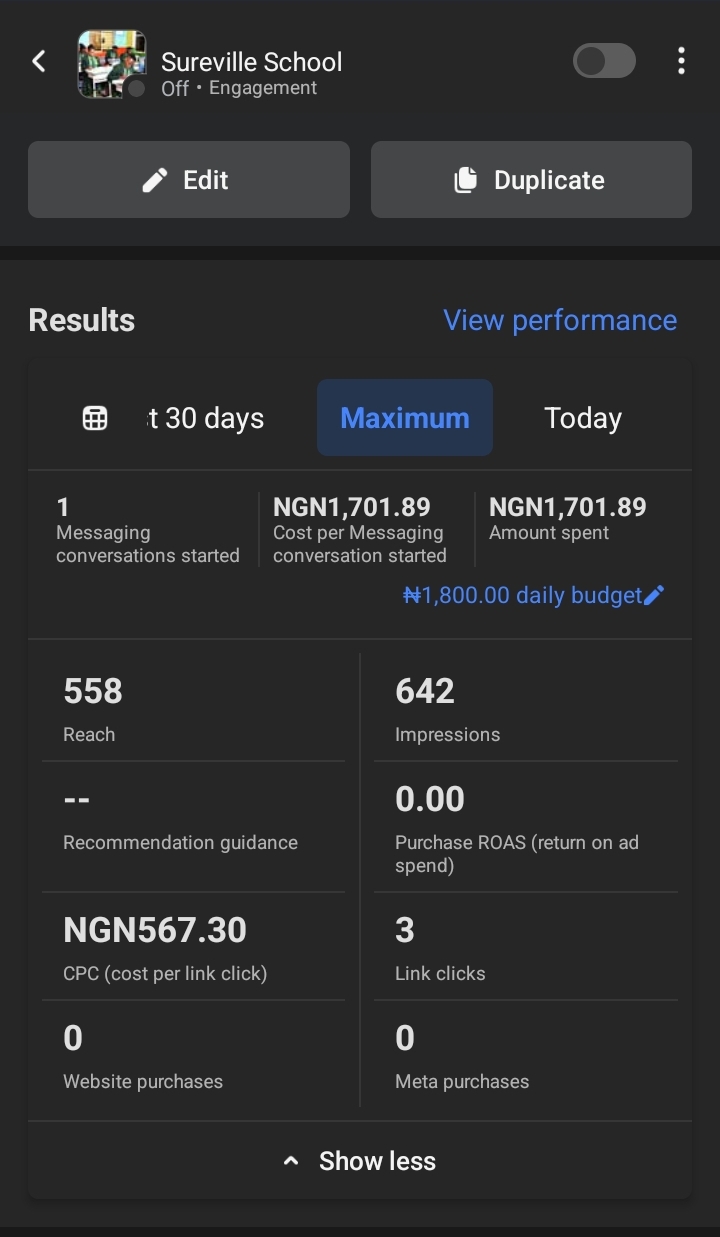 Sureville School
Off • Engagement
Edit
Duplicate
Results
View performance
t 30 days
Maximum
Today
1
Messaging
conversations started
NGN1,701.89
Cost per Messaging
conversation started
NGN1,701.89
Amount spent
₦1,800.00 daily budget
558
Reach
642
Impressions
--
Recommendation guidance
0.00
Purchase ROAS (return on ad
spend)
NGN567.30
CPC (cost per link click)
3
Link clicks
0
Website purchases
0
Meta purchases
Show less